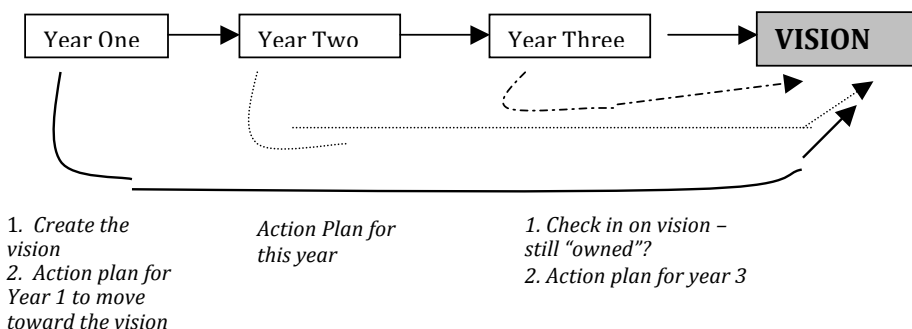 Year One
Year Two
Year Three
VISION
1. Create the
vision
2. Action plan for
Year 1 to move
toward the vision
Action Plan for
this year
1. Check in on vision –
still “owned”?
2. Action plan for year 3